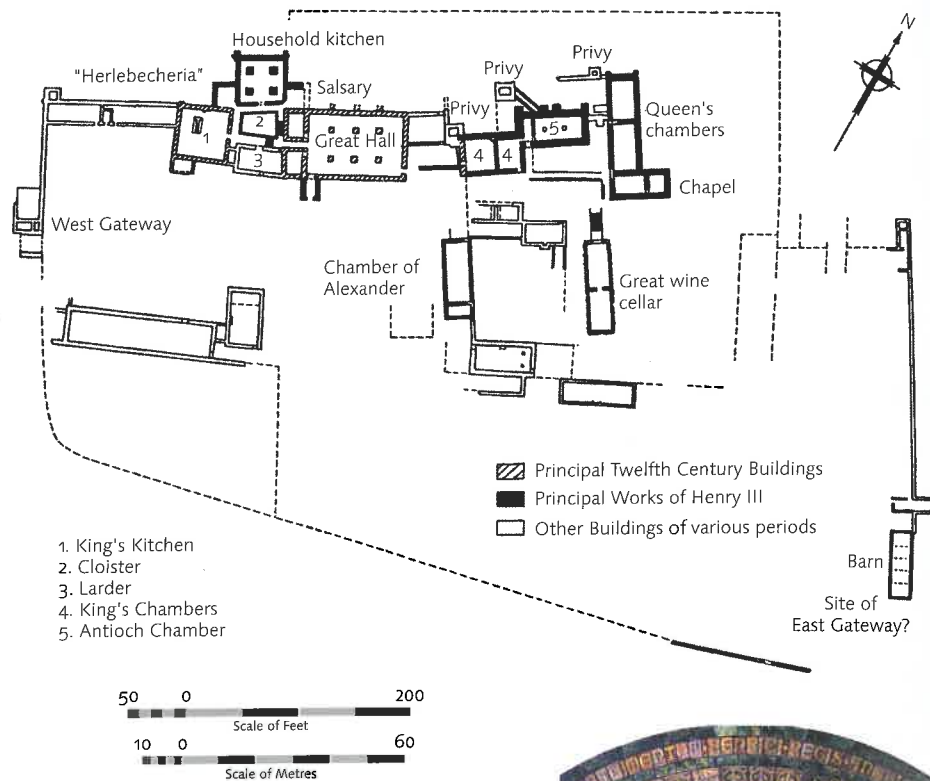 N
Household kitchen
"Herlebecheria"
Salsary
Privy
Privy
Privy
Queen's
chambers
1
2
3
Great Hall
4
4
5
Chapel
West Gateway
Chamber of
Alexander
Great wine
cellar
Principal Twelfth Century Buildings
Principal Works of Henry III
Other Buildings of various periods
1. King's Kitchen
2. Cloister
3. Larder
4. King's Chambers
5. Antioch Chamber
Barn
Site of
East Gateway?
50 0 200
Scale of Feet
10 0 60
Scale of Metres